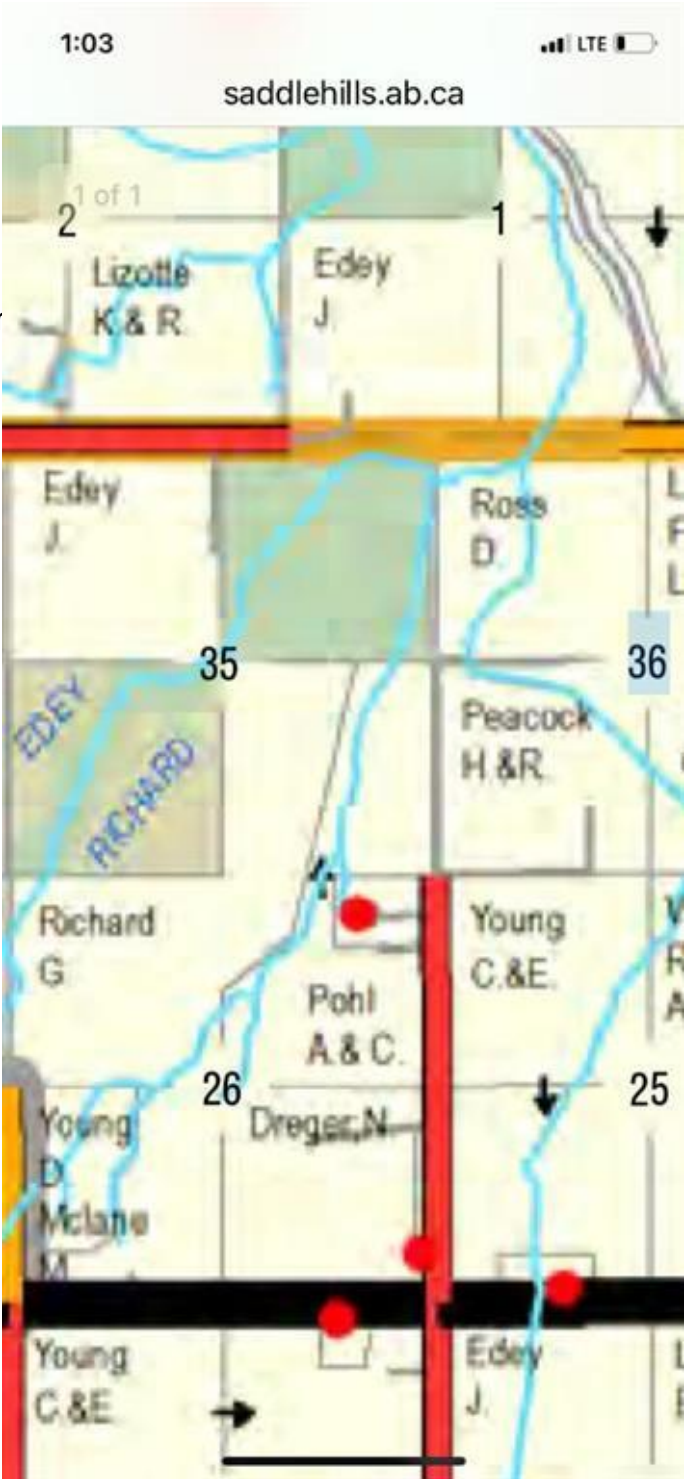 1:03
LTE
saddlehills.ab.ca
1 of 1
2
1
Lizotte
K.& R.
Edey
J.
Edey
J.
Ross
D.
L
F
L
35
36
EDEY
RICHARD
Peacock
H.&R.
Richard
G
Young
C.&E.
Pohl
A.& C.
26
25
Young
D
Mclane
M
Dreger,N.
Young
C.&E.
Edey
J.